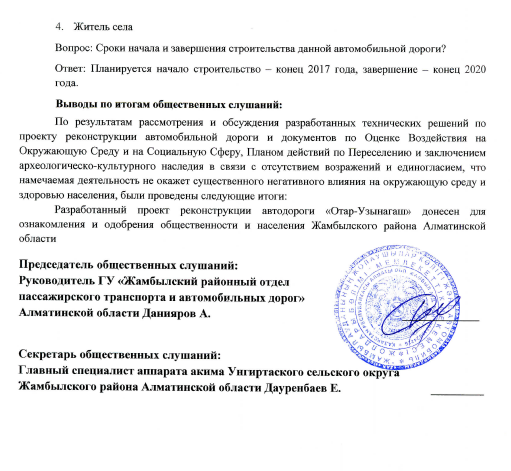 4. Житель села
Вопрос: Сроки начала и завершения строительства данной автомобильной дороги?
Ответ: Планируется начало строительство – конец 2017 года, завершение – конец 2020
года.
Выводы по итогам общественных слушаний:
По результатам рассмотрения и обсуждения разработанных технических решений по
проекту реконструкции автомобильной дороги и документов по Оценке Воздействия на
Окружающую Среду и на Социальную Сферу, Планом действий по Переселению и заключением
археологическо-культурного наследия в связи с отсутствием возражений и единогласием, что
намечаемая деятельность не окажет существенного негативного влияния на окружающую среду и
здоровью населения, были проведены следующие итоги:
Разработанный проект реконструкции автодороги «Отар-Узынагаш» донесен для
ознакомления и одобрения общественности и населения Жамбылского района Алматинской
области
Председатель общественных слушаний:
Руководитель ГУ «Жамбылский районный отдел
пассажирского транспорта и автомобильных дорог»
Алматинской области Данияров А.
Секретарь общественных слушаний:
Главный специалист аппарата акима Унгиртаского сельского округа
Жамбылского района Алматинской области Дауренбаев Е.